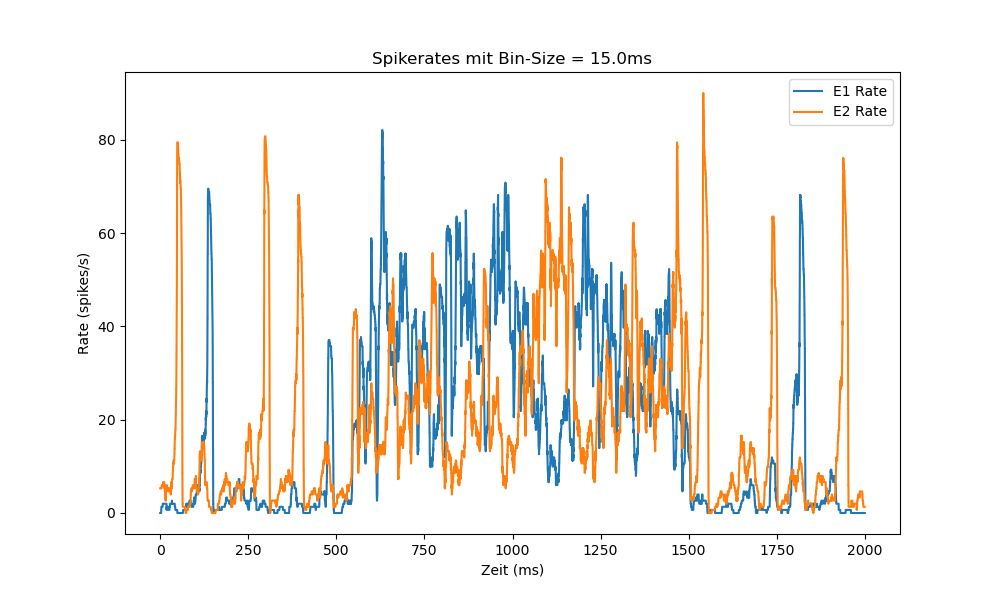 Spikerates mit Bin-Size = 15.0ms
E1 Rate
E2 Rate
Rate (spikes/s)
80
60
40
20
0
0 250 500 750 1000 1250 1500 1750 2000
Zeit (ms)